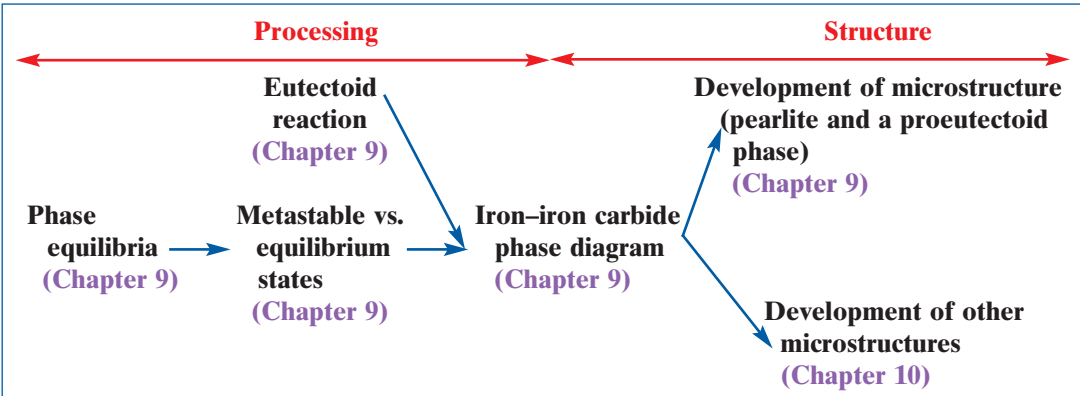 Processing
Structure
Eutectoid
reaction
(Chapter 9)
Development of microstructure
(pearlite and a proeutectoid
phase)
(Chapter 9)
Phase
equilibria
(Chapter 9)
Metastable vs.
equilibrium
states
(Chapter 9)
Iron–iron carbide
phase diagram
(Chapter 9)
Development of other
microstructures
(Chapter 10)